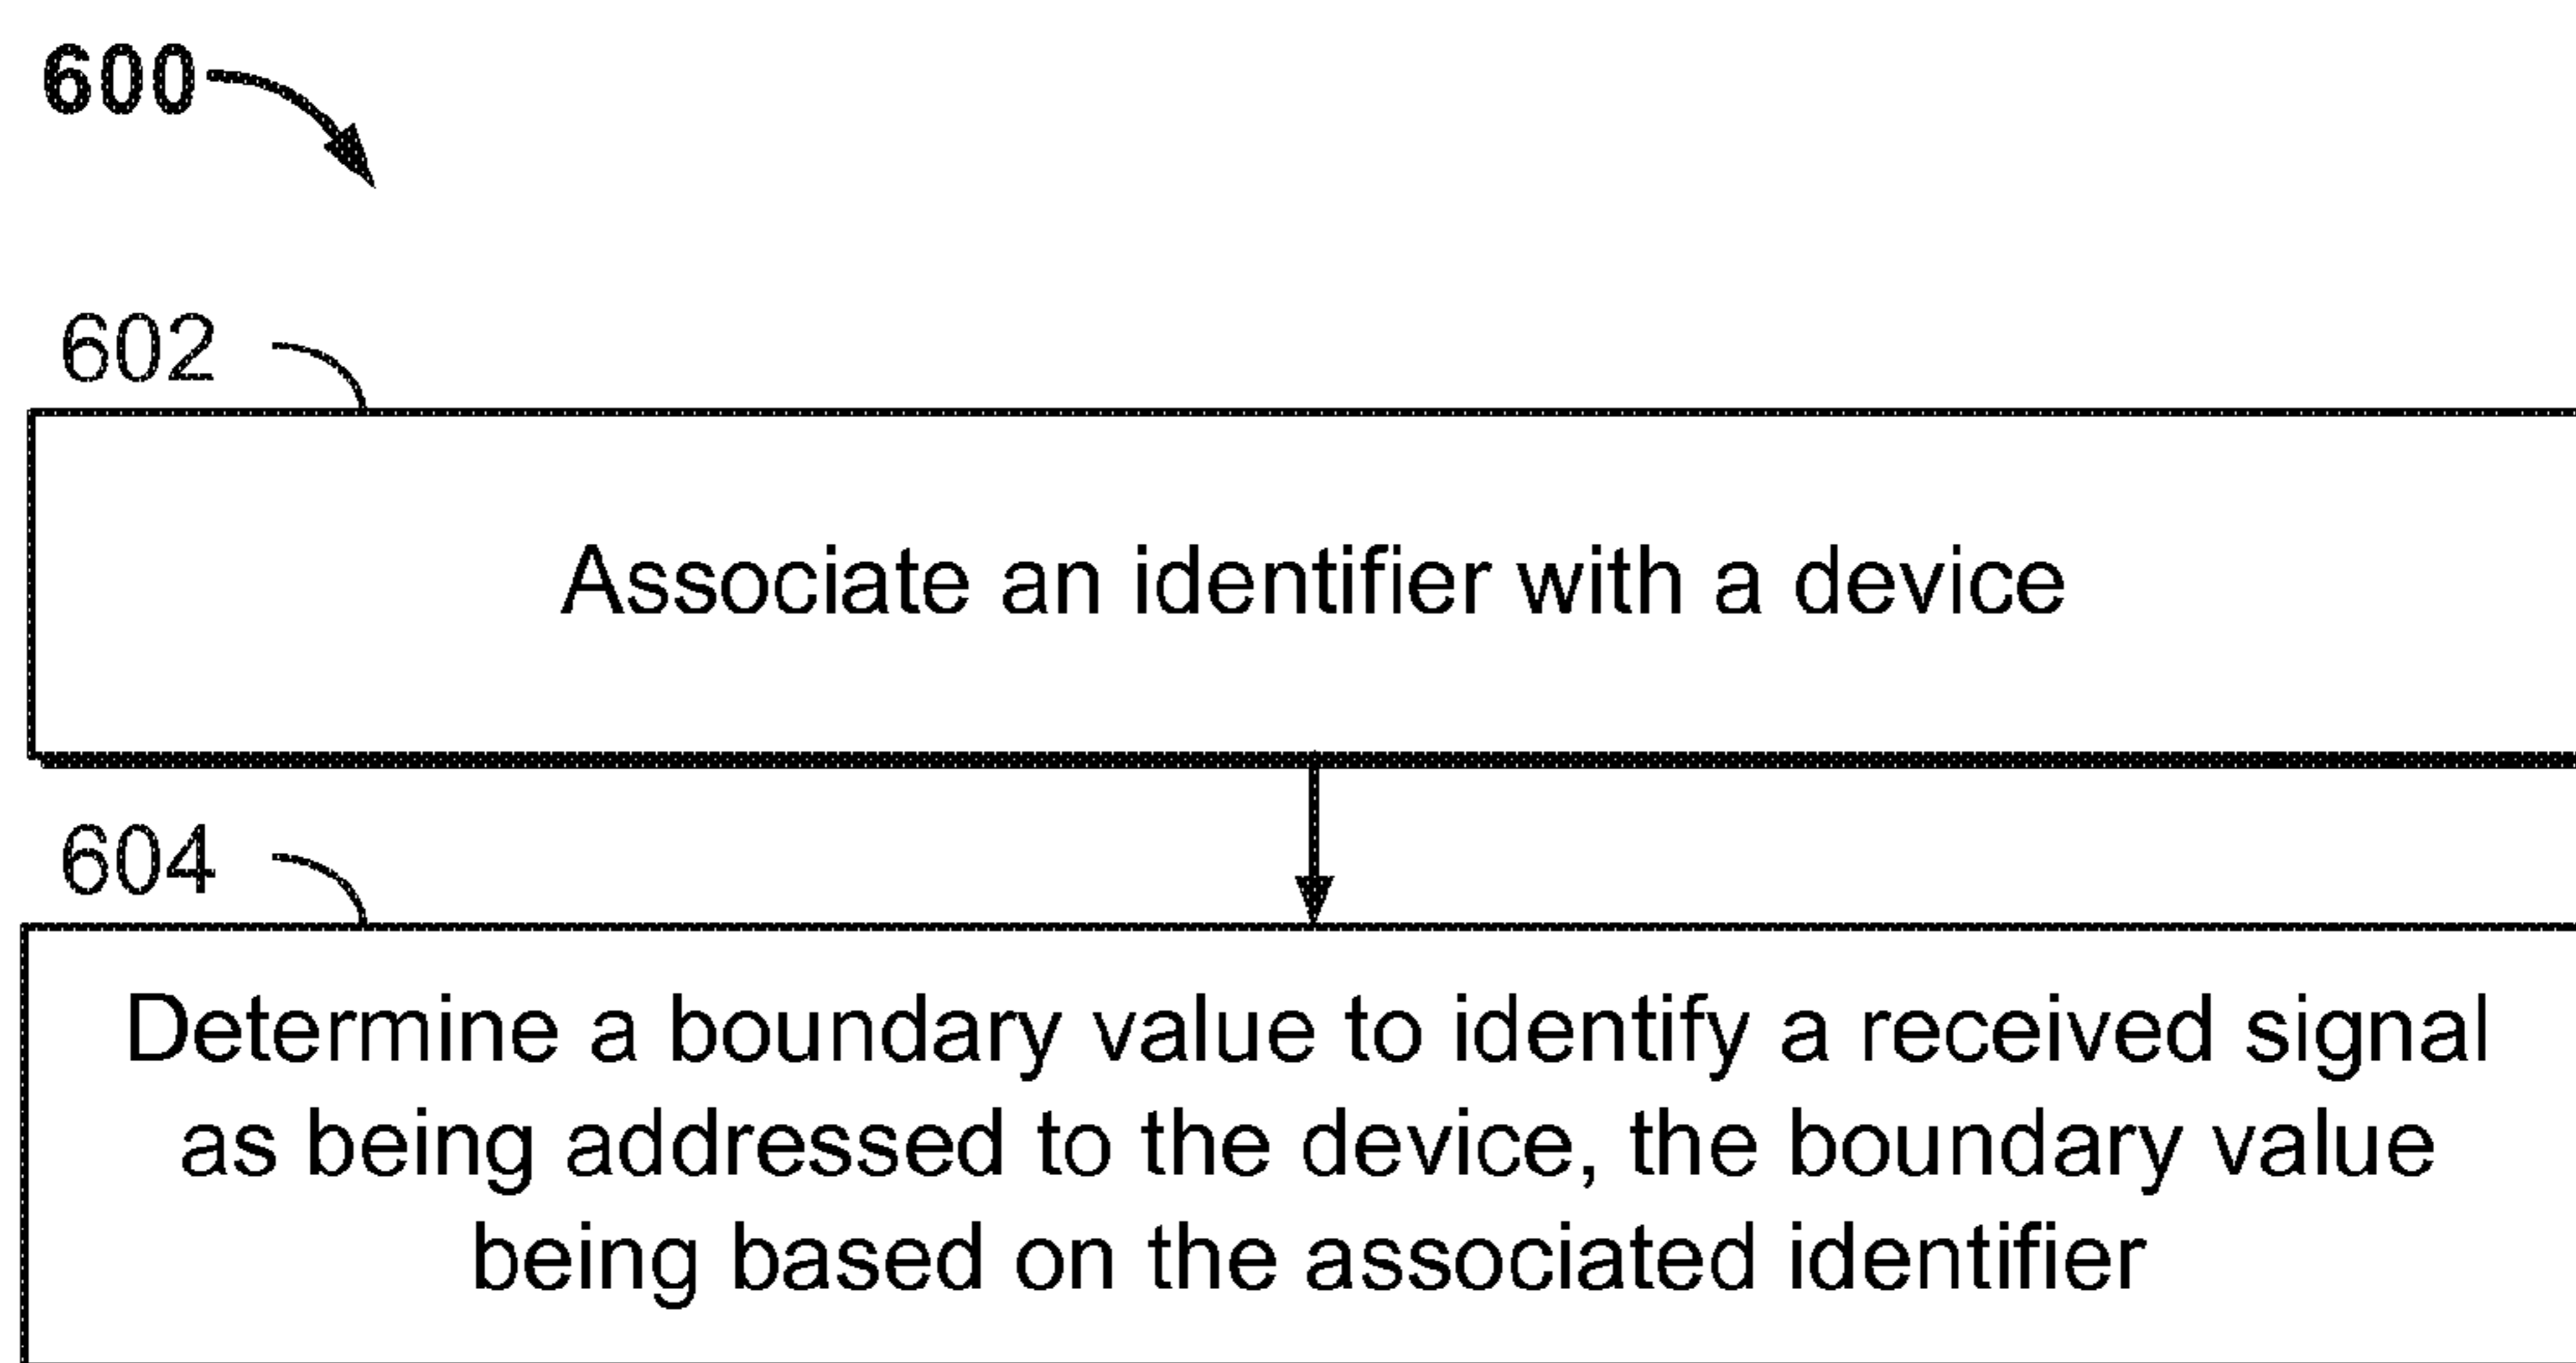 600
602
Associate an identifier with a device
604
Determine a boundary value to identify a received signal
as being addressed to the device, the boundary value
being based on the associated identifier